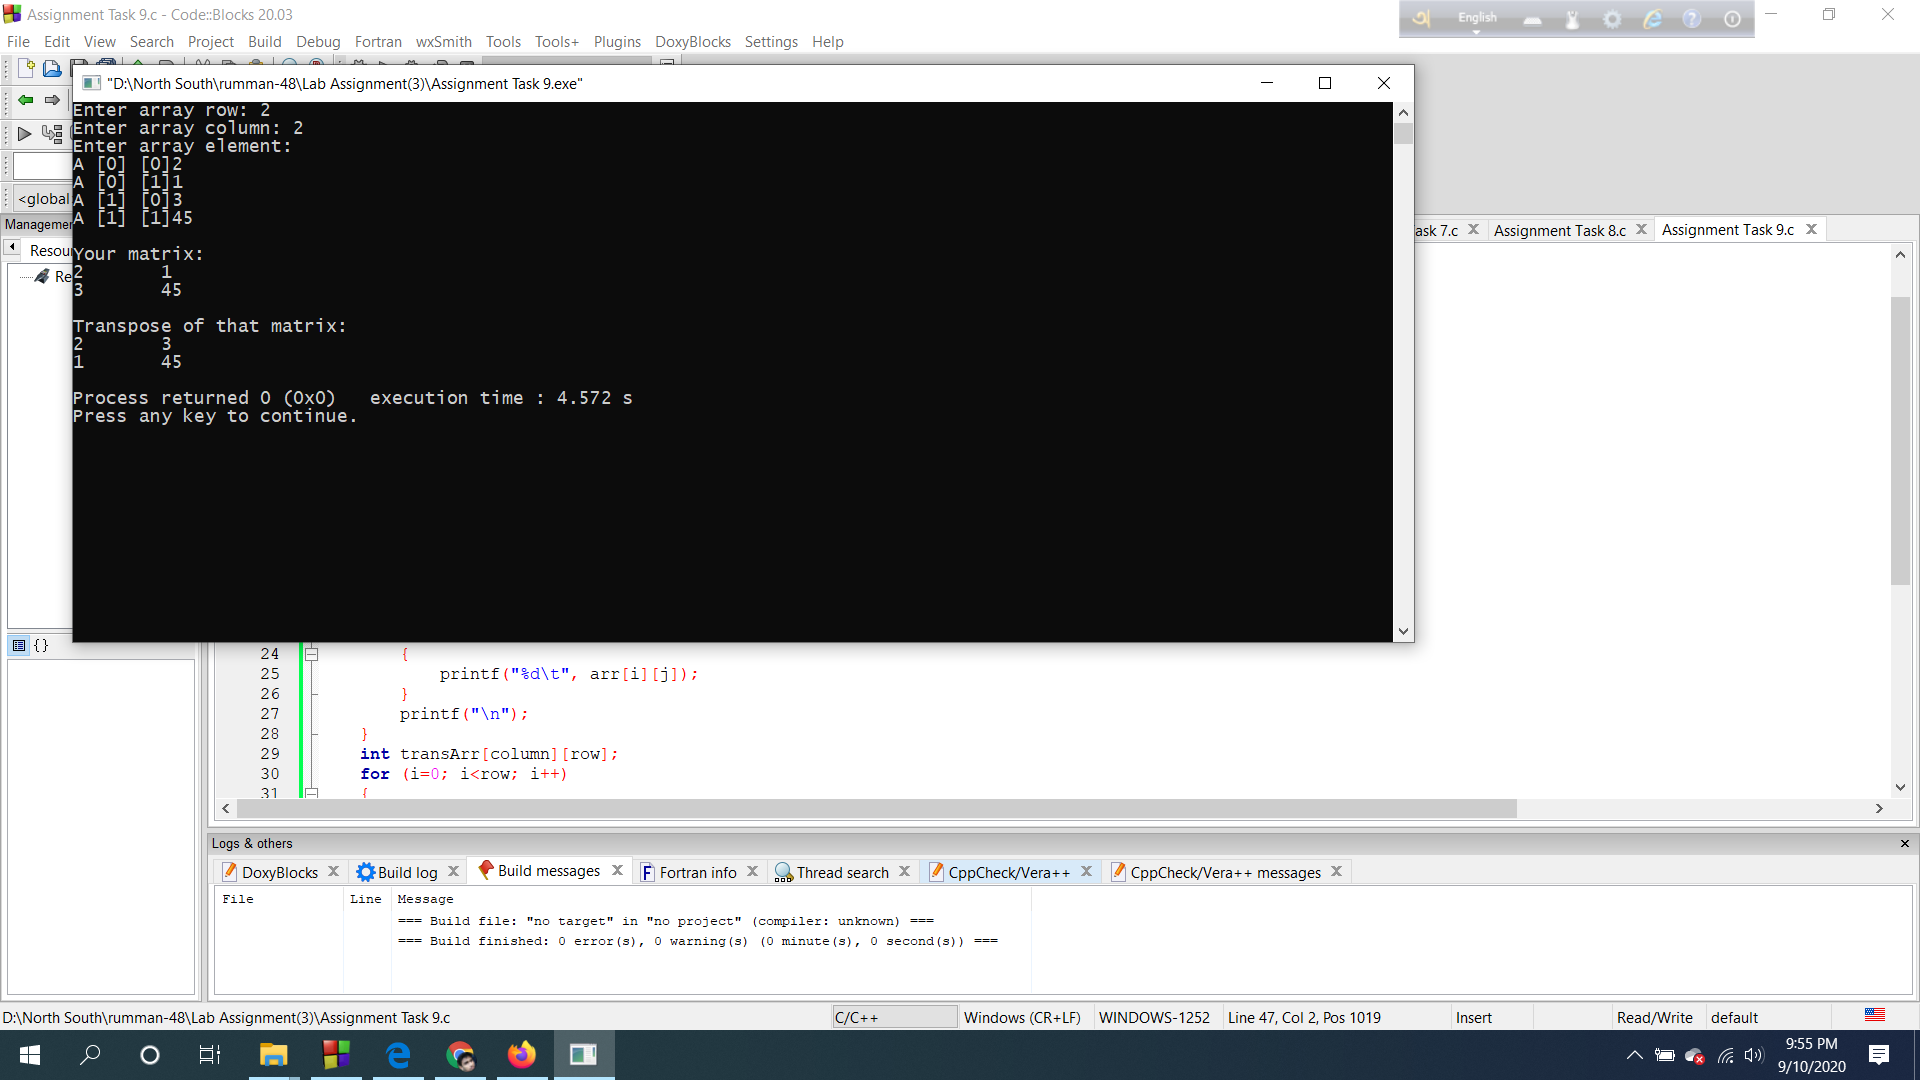 Assignment Task 9.c - Code::Blocks 20.03
English
File Edit View Search Project Build Debug Fortran wxSmith Tools Tools+ Plugins DoxyBlocks Settings Help
"D:\North South\rumman-48\Lab Assignment(3)\Assignment Task 9.exe"
Enter array row: 2
Enter array column: 2
Enter array element:
A [0] [0]2
A [0] [1]1
A [1] [0]3
A [1] [1]45
Your matrix:
2 1
3 45
Transpose of that matrix:
2 3
1 45
Process returned 0 (0x0) execution time : 4.572 s
Press any key to continue.
<global
Managemen
Resou
Re
ask 7.c Assignment Task 8.c Assignment Task 9.c
24 {
25 printf("%d\t", arr[i][j]);
26 }
27 printf("\n");
28 }
29 int transArr[column][row];
30 for (i=0; i<row; i++)
31 {
Logs & others
DoxyBlocks Build log Build messages Fortran info Thread search CppCheck/Vera++ CppCheck/Vera++ messages
File Line Message
=== Build file: "no target" in "no project" (compiler: unknown) ===
=== Build finished: 0 error(s), 0 warning(s) (0 minute(s), 0 second(s)) ===
D:\North South\rumman-48\Lab Assignment(3)\Assignment Task 9.c C/C++ Windows (CR+LF) WINDOWS-1252 Line 47, Col 2, Pos 1019 Insert Read/Write default
9:55 PM
9/10/2020